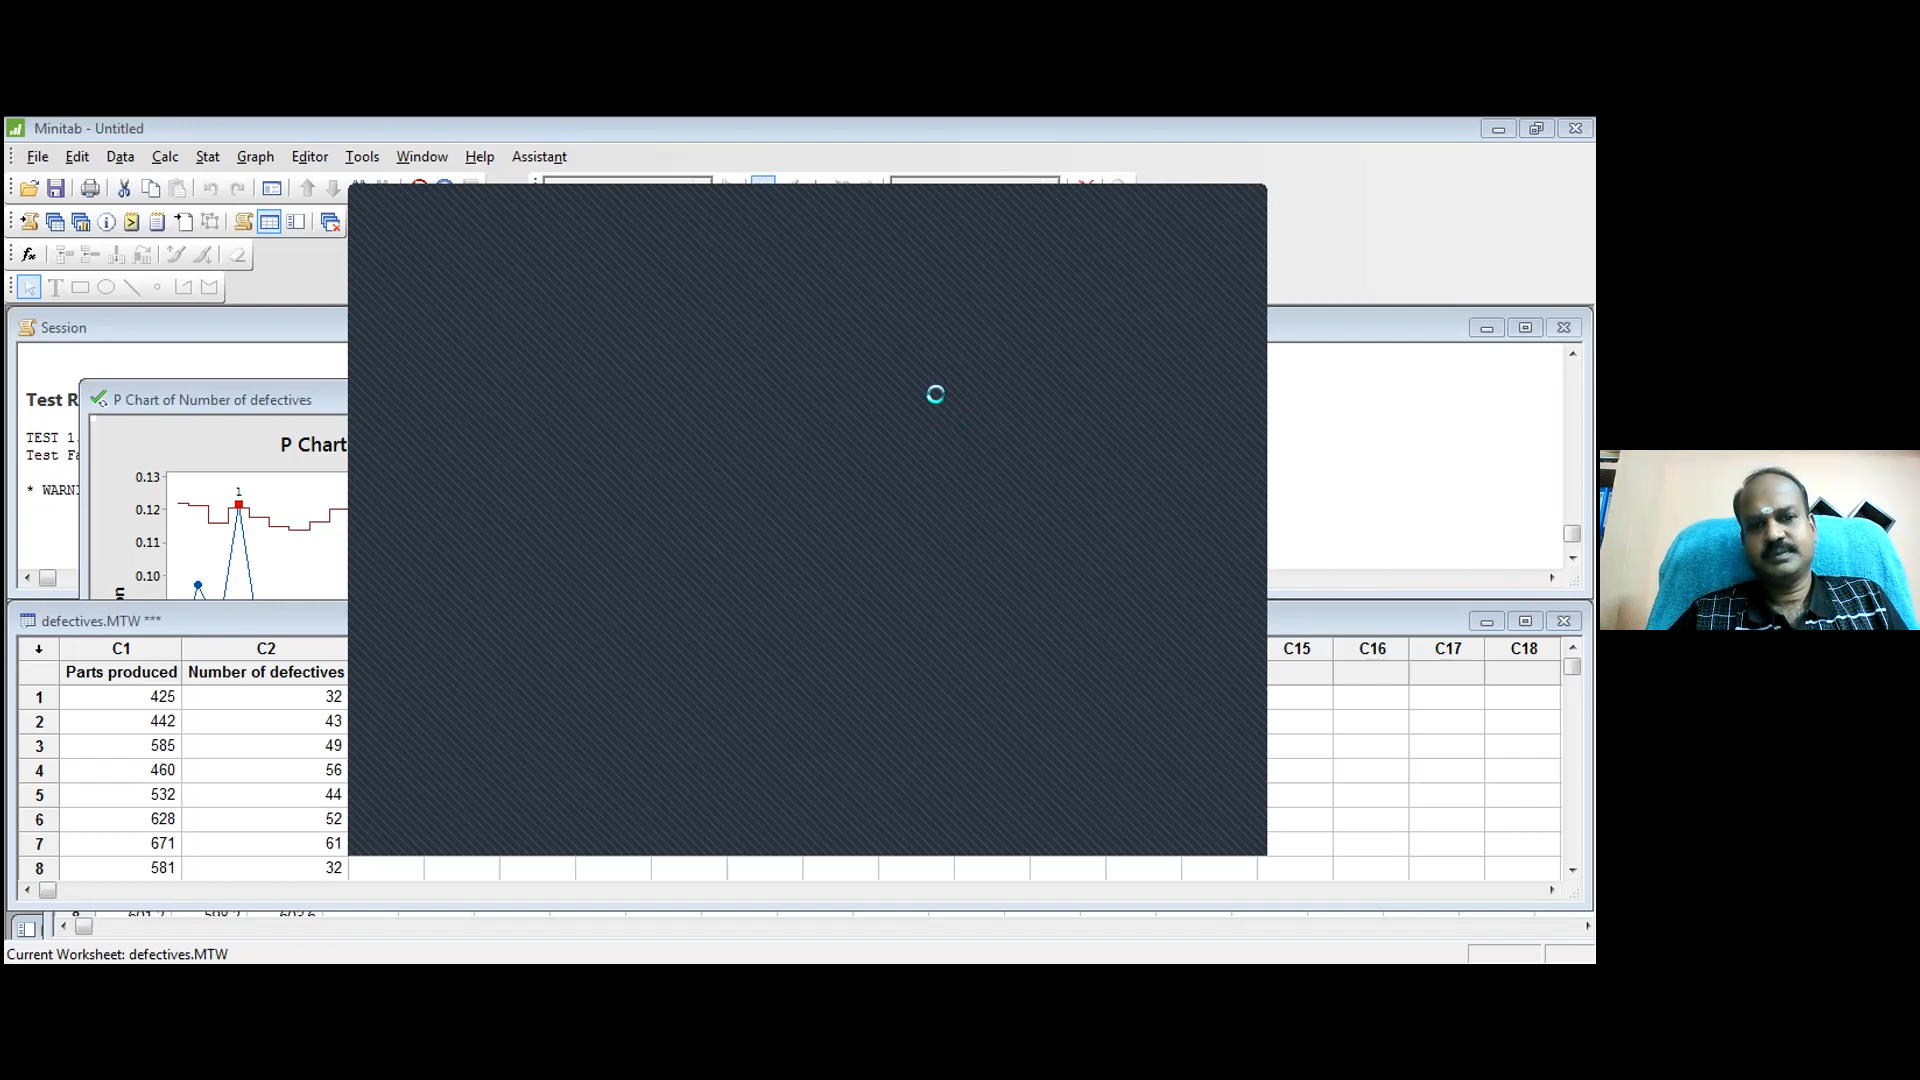 Minitab - Untitled
File Edit Data Calc Stat Graph Editor Tools Window Help Assistant
Session
Test R
TEST 1.
Test Fa
* WARNI
P Chart of Number of defectives
P Chart
0.13
0.12
0.11
0.10
1
on
defectives.MTW ***
C1 C2 C15 C16 C17 C18
Parts produced Number of defectives
1 425 32
2 442 43
3 585 49
4 460 56
5 532 44
6 628 52
7 671 61
8 581 32
Current Worksheet: defectives.MTW